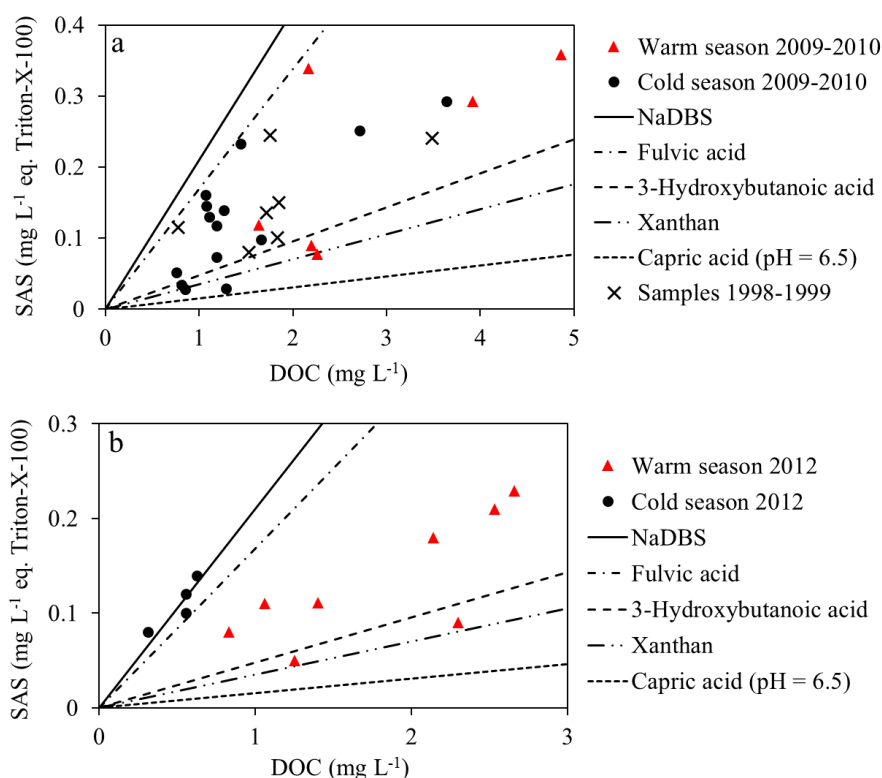 a
0.4
0.3
0.2
0.1
0
0 1 2 3 4 5
SAS (mg L⁻¹ eq. Triton-X-100)
DOC (mg L⁻¹)
Warm season 2009-2010
Cold season 2009-2010
NaDBS
Fulvic acid
3-Hydroxybutanoic acid
Xanthan
Capric acid (pH = 6.5)
Samples 1998-1999
b
0.3
0.2
0.1
0
0 1 2 3
SAS (mg L⁻¹ eq. Triton-X-100)
DOC (mg L⁻¹)
Warm season 2012
Cold season 2012
NaDBS
Fulvic acid
3-Hydroxybutanoic acid
Xanthan
Capric acid (pH = 6.5)